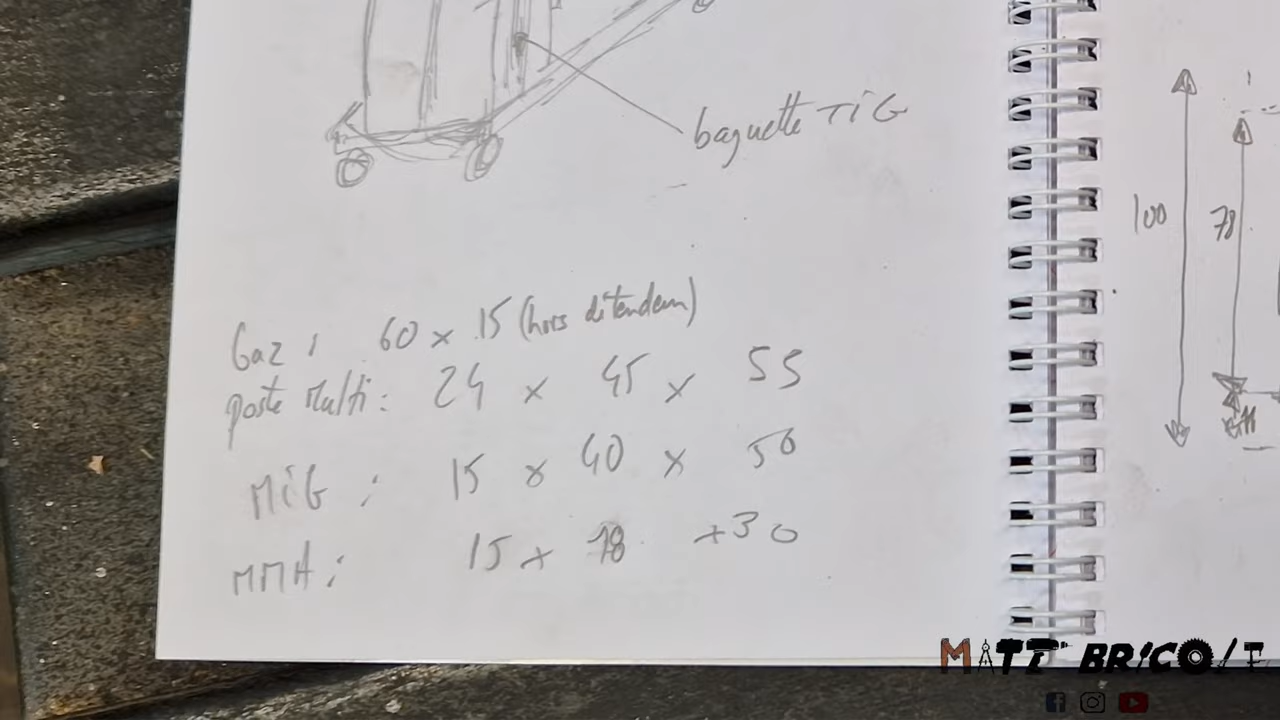 baguette TiG
Gaz : 60 x 15 (hors détendeur)
poste Multi : 24 x 45 x 55
MiG : 15 x 40 x 50
MMA : 15 x 18 x 30
100
78
MATT BRICOLE